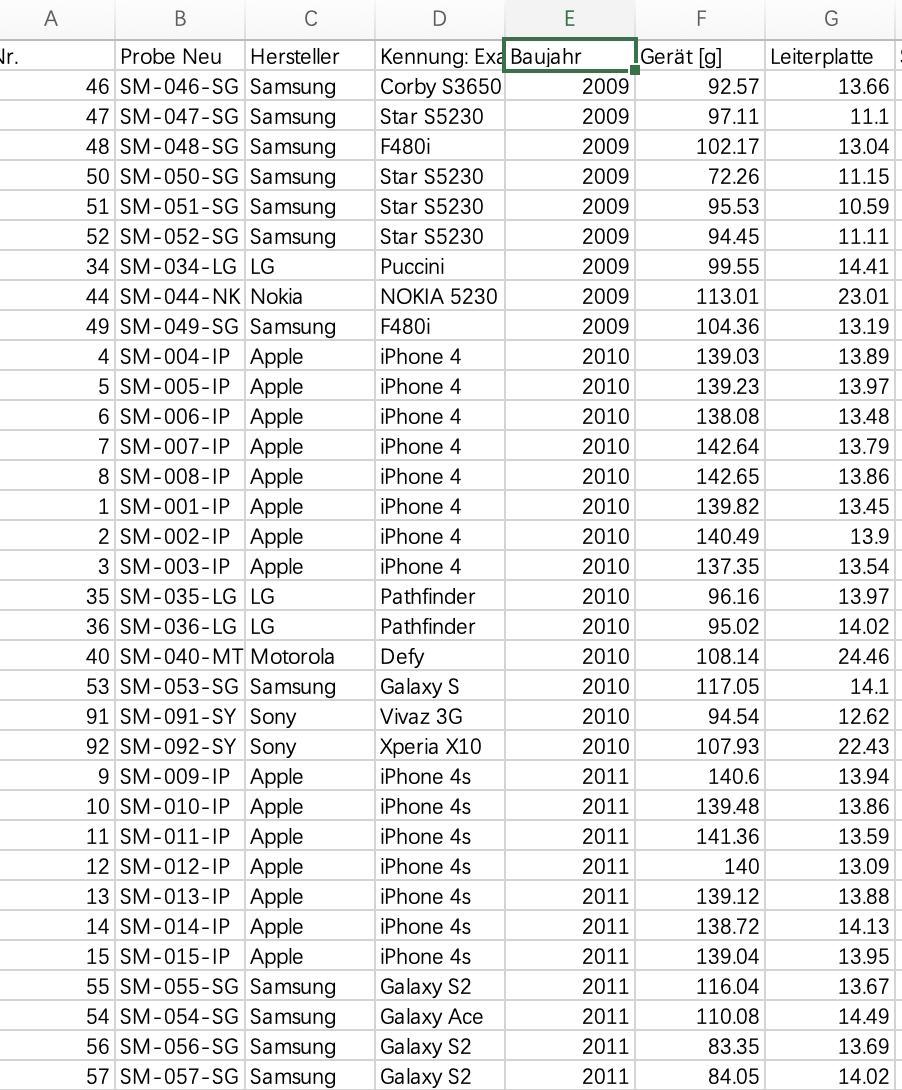 A B C D E F G
Nr. Probe Neu Hersteller Kennung: Exa Baujahr Gerät [g] Leiterplatte
46 SM-046-SG Samsung Corby S3650 2009 92.57 13.66
47 SM-047-SG Samsung Star S5230 2009 97.11 11.1
48 SM-048-SG Samsung F480i 2009 102.17 13.04
50 SM-050-SG Samsung Star S5230 2009 72.26 11.15
51 SM-051-SG Samsung Star S5230 2009 95.53 10.59
52 SM-052-SG Samsung Star S5230 2009 94.45 11.11
34 SM-034-LG LG Puccini 2009 99.55 14.41
44 SM-044-NK Nokia NOKIA 5230 2009 113.01 23.01
49 SM-049-SG Samsung F480i 2009 104.36 13.19
4 SM-004-IP Apple iPhone 4 2010 139.03 13.89
5 SM-005-IP Apple iPhone 4 2010 139.23 13.97
6 SM-006-IP Apple iPhone 4 2010 138.08 13.48
7 SM-007-IP Apple iPhone 4 2010 142.64 13.79
8 SM-008-IP Apple iPhone 4 2010 142.65 13.86
1 SM-001-IP Apple iPhone 4 2010 139.82 13.45
2 SM-002-IP Apple iPhone 4 2010 140.49 13.9
3 SM-003-IP Apple iPhone 4 2010 137.35 13.54
35 SM-035-LG LG Pathfinder 2010 96.16 13.97
36 SM-036-LG LG Pathfinder 2010 95.02 14.02
40 SM-040-MT Motorola Defy 2010 108.14 24.46
53 SM-053-SG Samsung Galaxy S 2010 117.05 14.1
91 SM-091-SY Sony Vivaz 3G 2010 94.54 12.62
92 SM-092-SY Sony Xperia X10 2010 107.93 22.43
9 SM-009-IP Apple iPhone 4s 2011 140.6 13.94
10 SM-010-IP Apple iPhone 4s 2011 139.48 13.86
11 SM-011-IP Apple iPhone 4s 2011 141.36 13.59
12 SM-012-IP Apple iPhone 4s 2011 140 13.09
13 SM-013-IP Apple iPhone 4s 2011 139.12 13.88
14 SM-014-IP Apple iPhone 4s 2011 138.72 14.13
15 SM-015-IP Apple iPhone 4s 2011 139.04 13.95
55 SM-055-SG Samsung Galaxy S2 2011 116.04 13.67
54 SM-054-SG Samsung Galaxy Ace 2011 110.08 14.49
56 SM-056-SG Samsung Galaxy S2 2011 83.35 13.69
57 SM-057-SG Samsung Galaxy S2 2011 84.05 14.02